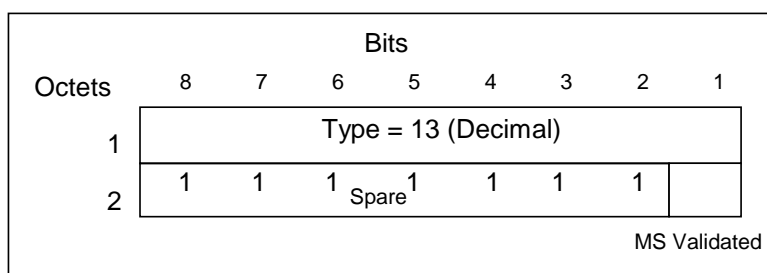 Bits
Octets 8 7 6 5 4 3 2 1
1 Type = 13 (Decimal)
2 1 1 1 1 1 1 1
Spare
MS Validated